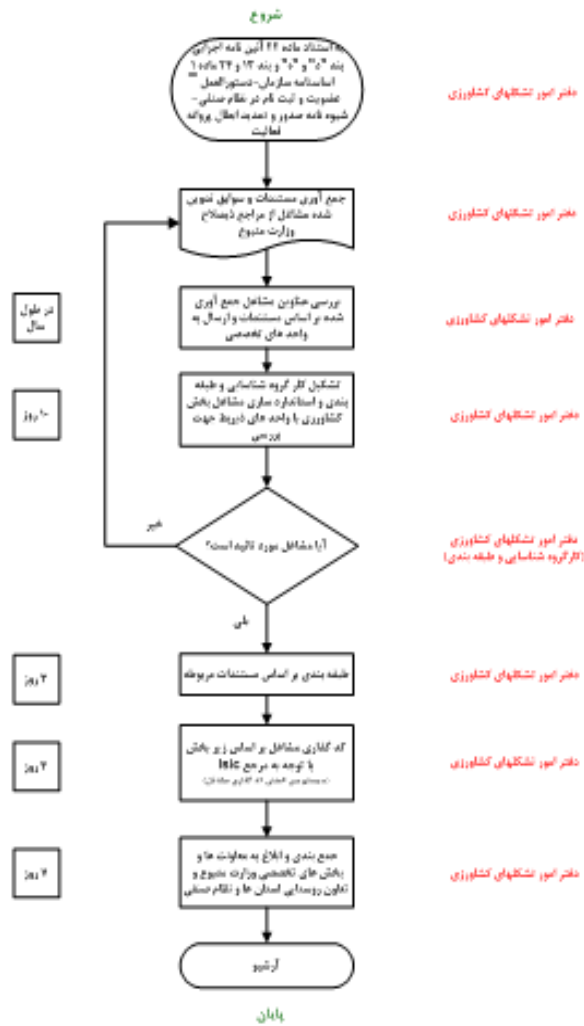 شروع
به استناد ماده ۲۲ آئین نامه اجرایی
بند "۵" و "۵" و بند ۱۳ و ۲۴ ماده ۱
اساسنامه سازمان-دستورالعمل
عضویت و ثبت نام در نظام صنفی-
شیوه نامه صدور و تمدید ابطال پروانه
فعالیت
دفتر امور تشکلهای کشاورزی
جمع آوری مستندات و سوابق تدوین
شده مشاغل از مراجع ذیصلاح
وزارت متبوع
دفتر امور تشکلهای کشاورزی
بررسی عناوین مشاغل جمع آوری
شده بر اساس مستندات و ارسال به
واحد های تخصصی
دفتر امور تشکلهای کشاورزی
در طول
سال
تشکیل کار گروه شناسایی و طبقه
بندی و استاندارد سازی مشاغل بخش
کشاورزی با واحد های ذیربط جهت
بررسی
دفتر امور تشکلهای کشاورزی
۱۰ روز
آیا مشاغل مورد تائید است؟
خیر
بلی
دفتر امور تشکلهای کشاورزی
(کارگروه شناسایی و طبقه بندی)
طبقه بندی بر اساس مستندات مربوطه
دفتر امور تشکلهای کشاورزی
روز
کد گذاری مشاغل بر اساس زیر بخش
با توجه به مرجع isic
دفتر امور تشکلهای کشاورزی
روز
جمع بندی و ابلاغ به معاونت ها و
بخش های تخصصی وزارت متبوع و
تعاون روستایی استان ها و نظام صنفی
دفتر امور تشکلهای کشاورزی
روز
آرشیو
پایان